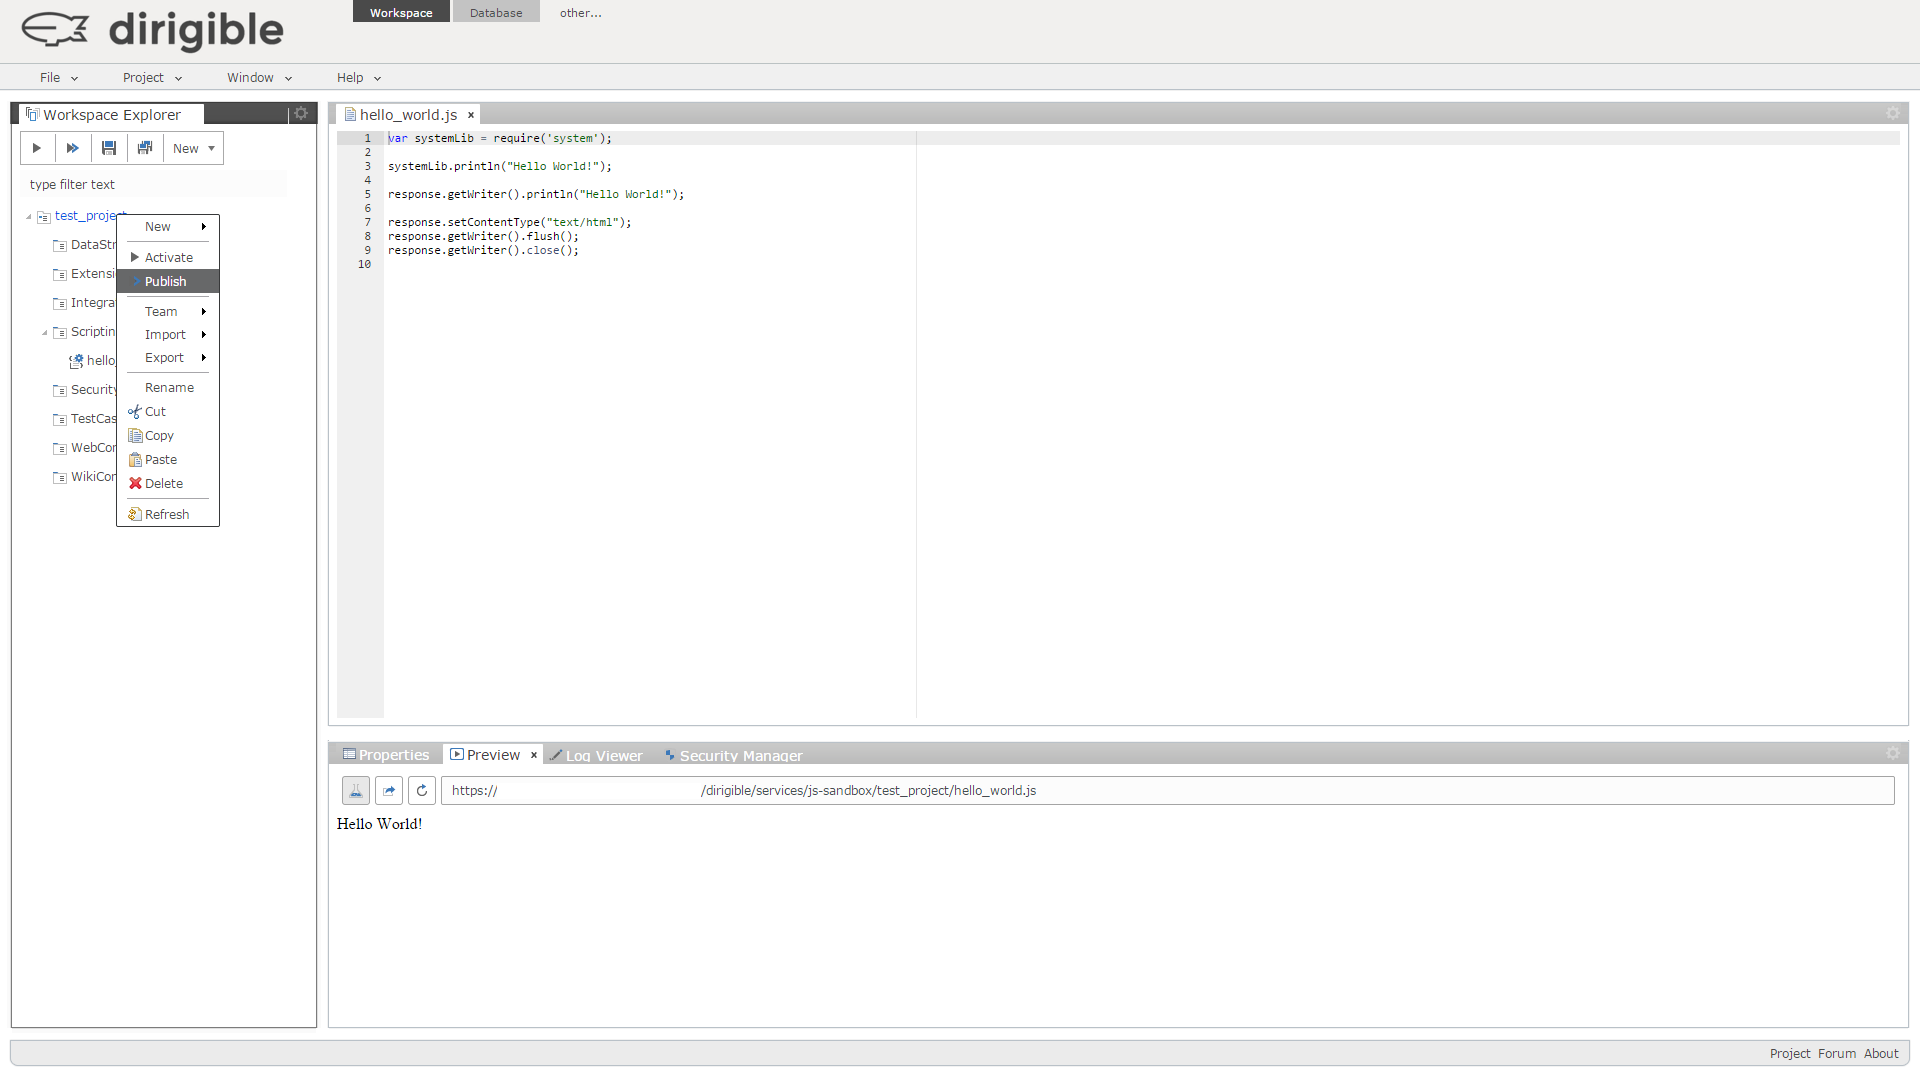 dirigible
Workspace Database other...
File Project Window Help
Workspace Explorer
New
type filter text
test_project
DataStr
Extensi
Integra
Scriptin
hello_
Security
TestCas
WebCon
WikiCon
New
Activate
Publish
Team
Import
Export
Rename
Cut
Copy
Paste
Delete
Refresh
hello_world.js ×
1 var systemLib = require('system');
2
3 systemLib.println("Hello World!");
4
5 response.getWriter().println("Hello World!");
6
7 response.setContentType("text/html");
8 response.getWriter().flush();
9 response.getWriter().close();
10
Properties Preview × Log Viewer Security Manager
https:// /dirigible/services/js-sandbox/test_project/hello_world.js
Hello World!
Project Forum About